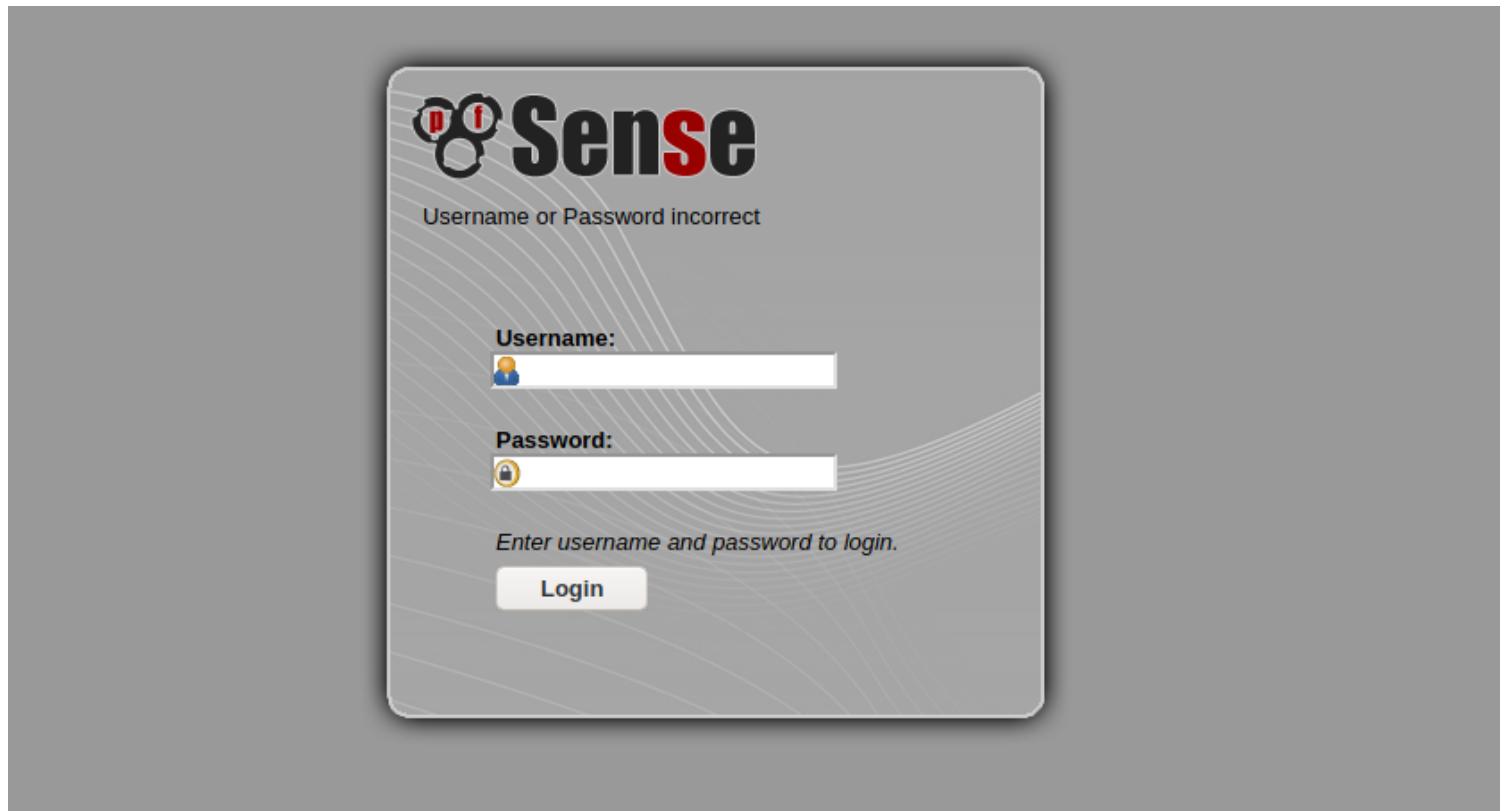 pfSense
Username or Password incorrect
Username:
Password:
Enter username and password to login.
Login